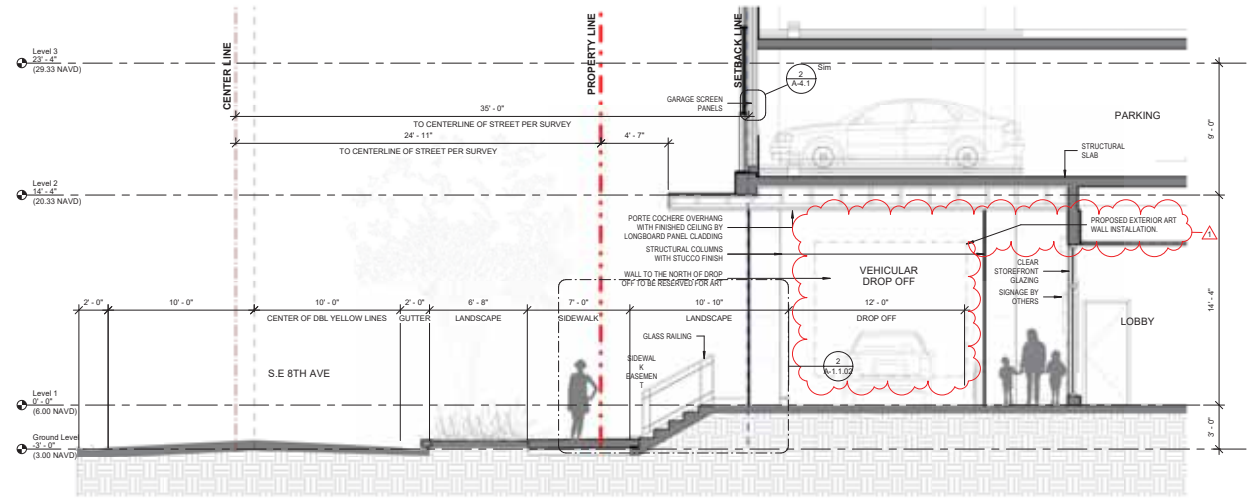 Level 3
23' - 4"
(29.33 NAVD)
CENTER LINE
PROPERTY LINE
SETBACK LINE
2
A-4.1
Sim
GARAGE SCREEN
PANELS
PARKING
9' - 0"
35' - 0"
TO CENTERLINE OF STREET PER SURVEY
24' - 11"
4' - 7"
TO CENTERLINE OF STREET PER SURVEY
STRUCTURAL
SLAB
Level 2
14' - 4"
(20.33 NAVD)
PORTE COCHERE OVERHANG
WITH FINISHED CEILING BY
LONGBOARD PANEL CLADDING
STRUCTURAL COLUMNS
WITH STUCCO FINISH
WALL TO THE NORTH OF DROP
OFF TO BE RESERVED FOR ART
PROPOSED EXTERIOR ART
WALL INSTALLATION.
1
VEHICULAR
DROP OFF
CLEAR
STOREFRONT
GLAZING
SIGNAGE BY
OTHERS
14' - 4"
LOBBY
2' - 0"
10' - 0"
10' - 0"
2' - 0"
6' - 8"
7' - 0"
10' - 10"
12' - 0"
CENTER OF DBL YELLOW LINES
GUTTER
LANDSCAPE
SIDEWALK
LANDSCAPE
DROP OFF
GLASS RAILING
SIDEWAL
K
EASEMEN
T
2
A-1.1.02
S.E 8TH AVE
Level 1
0' - 0"
(6.00 NAVD)
Ground Level
-3' - 0"
(3.00 NAVD)
3' - 0"